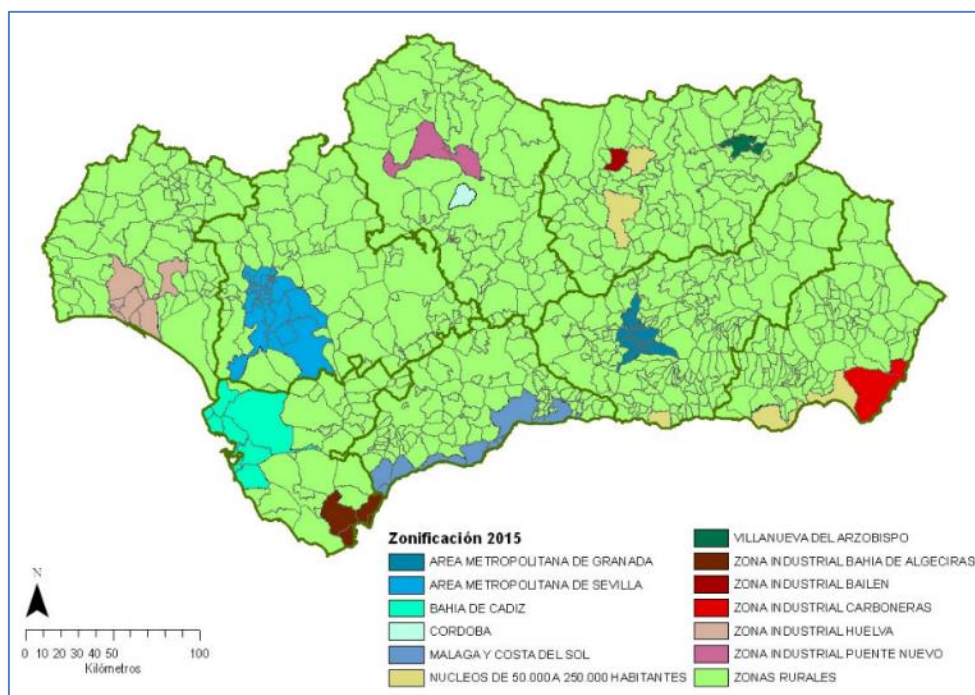 Zonificación 2015
AREA METROPOLITANA DE GRANADA
AREA METROPOLITANA DE SEVILLA
BAHIA DE CADIZ
CORDOBA
MALAGA Y COSTA DEL SOL
NUCLEOS DE 50.000 A 250.000 HABITANTES
VILLANUEVA DEL ARZOBISPO
ZONA INDUSTRIAL BAHIA DE ALGECIRAS
ZONA INDUSTRIAL BAILEN
ZONA INDUSTRIAL CARBONERAS
ZONA INDUSTRIAL HUELVA
ZONA INDUSTRIAL PUENTE NUEVO
ZONAS RURALES
N
0 10 20 30 40 50 100
Kilómetros